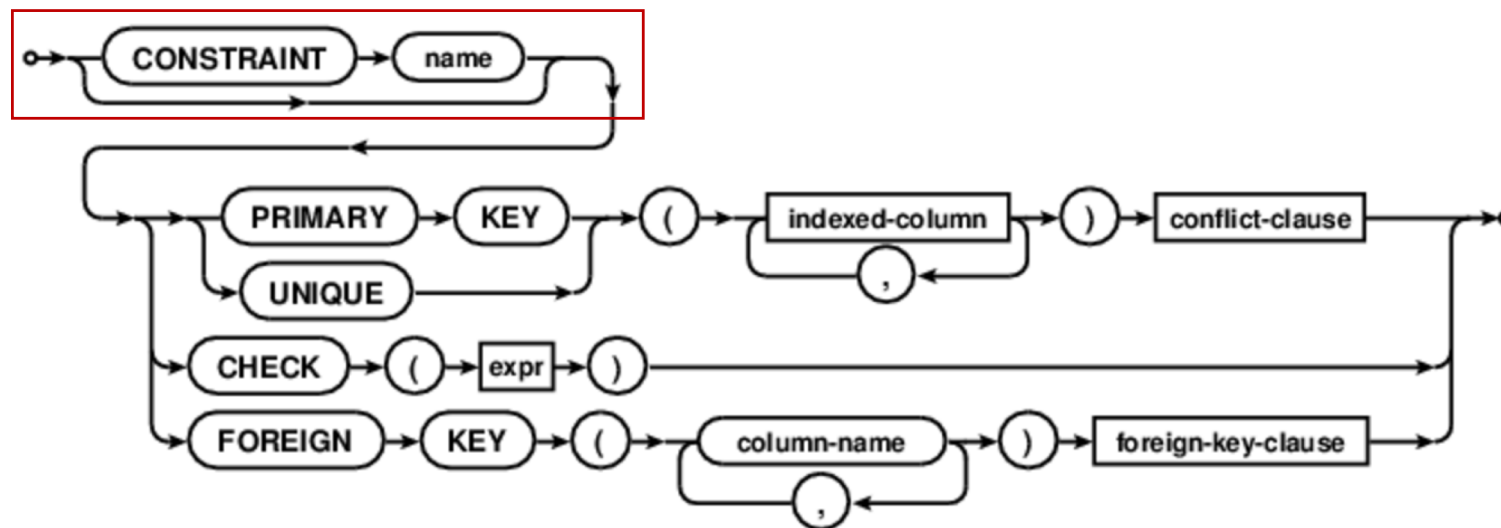 CONSTRAINT name
PRIMARY KEY ( indexed-column ) conflict-clause
,
UNIQUE
CHECK ( expr )
FOREIGN KEY ( column-name ) foreign-key-clause
,